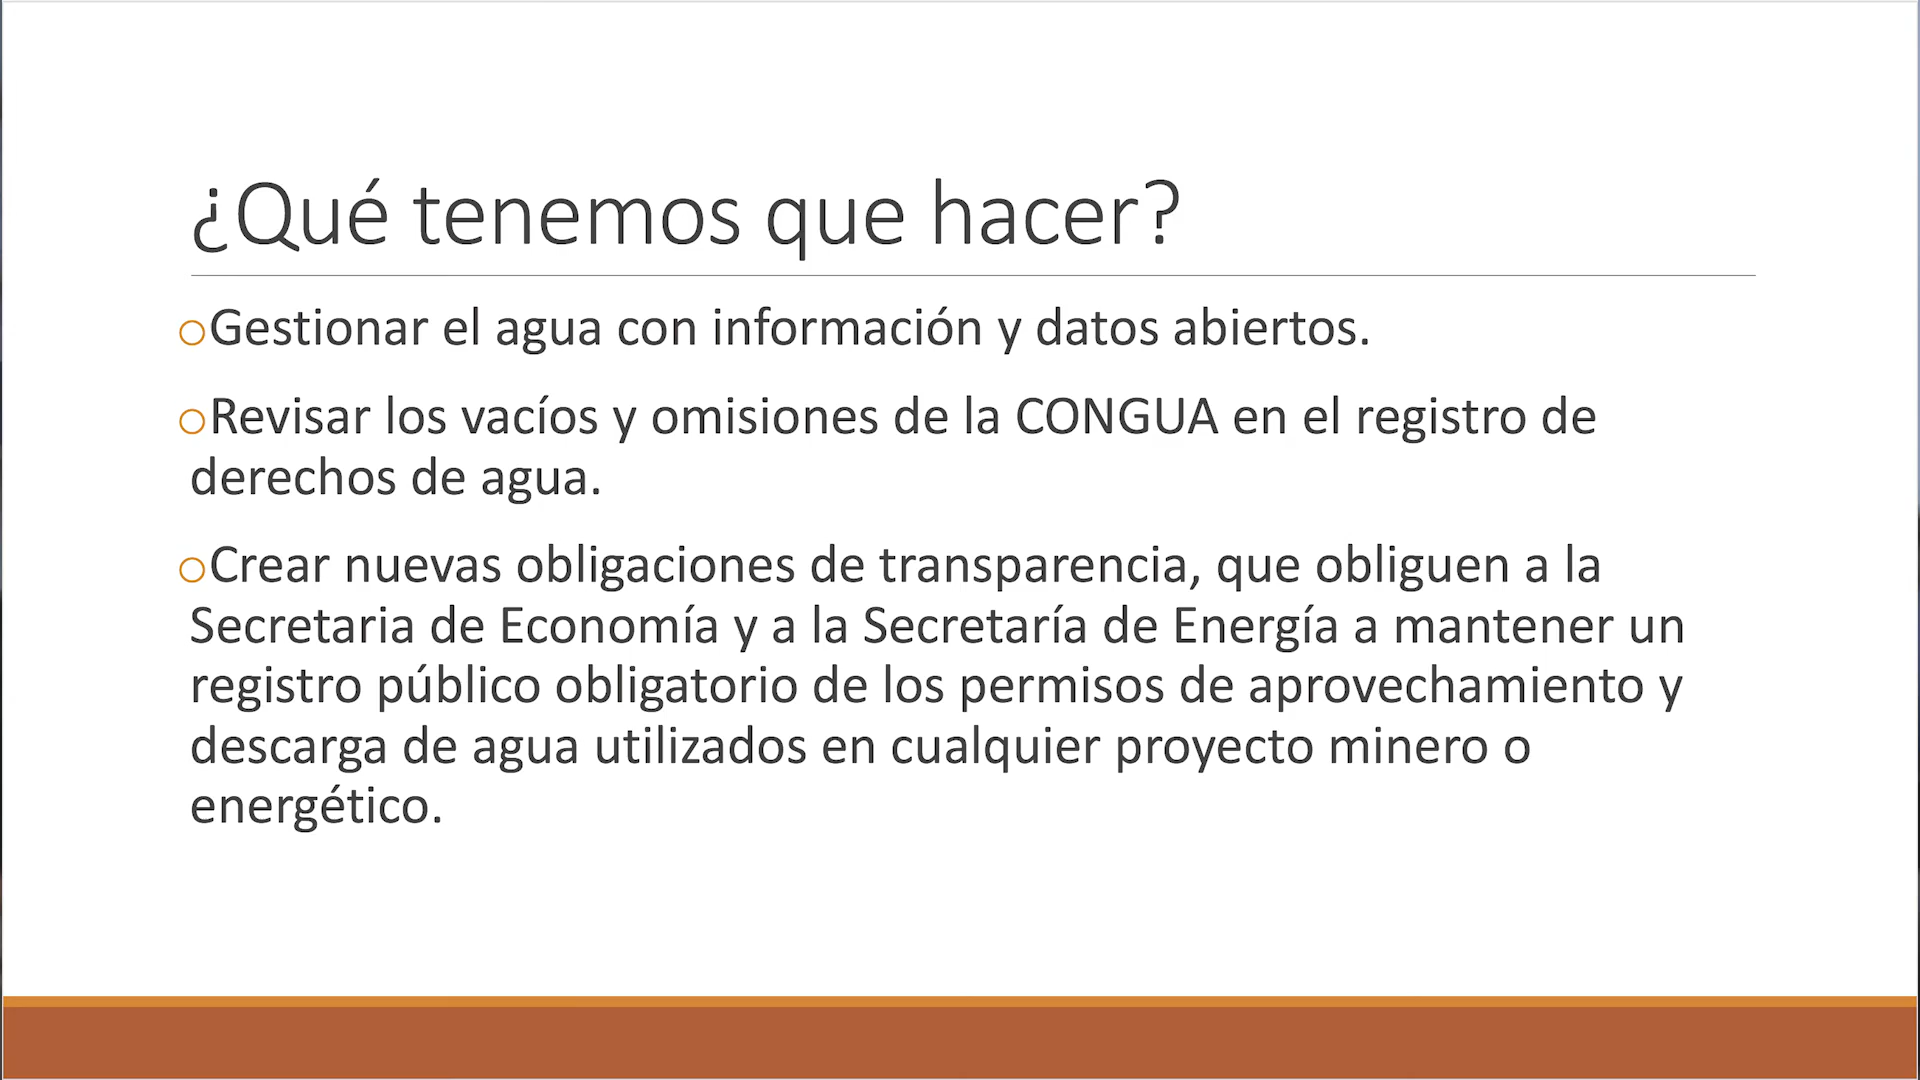 ¿Qué tenemos que hacer?
oGestionar el agua con información y datos abiertos.
oRevisar los vacíos y omisiones de la CONGUA en el registro de
derechos de agua.
oCrear nuevas obligaciones de transparencia, que obliguen a la
Secretaria de Economía y a la Secretaría de Energía a mantener un
registro público obligatorio de los permisos de aprovechamiento y
descarga de agua utilizados en cualquier proyecto minero o
energético.